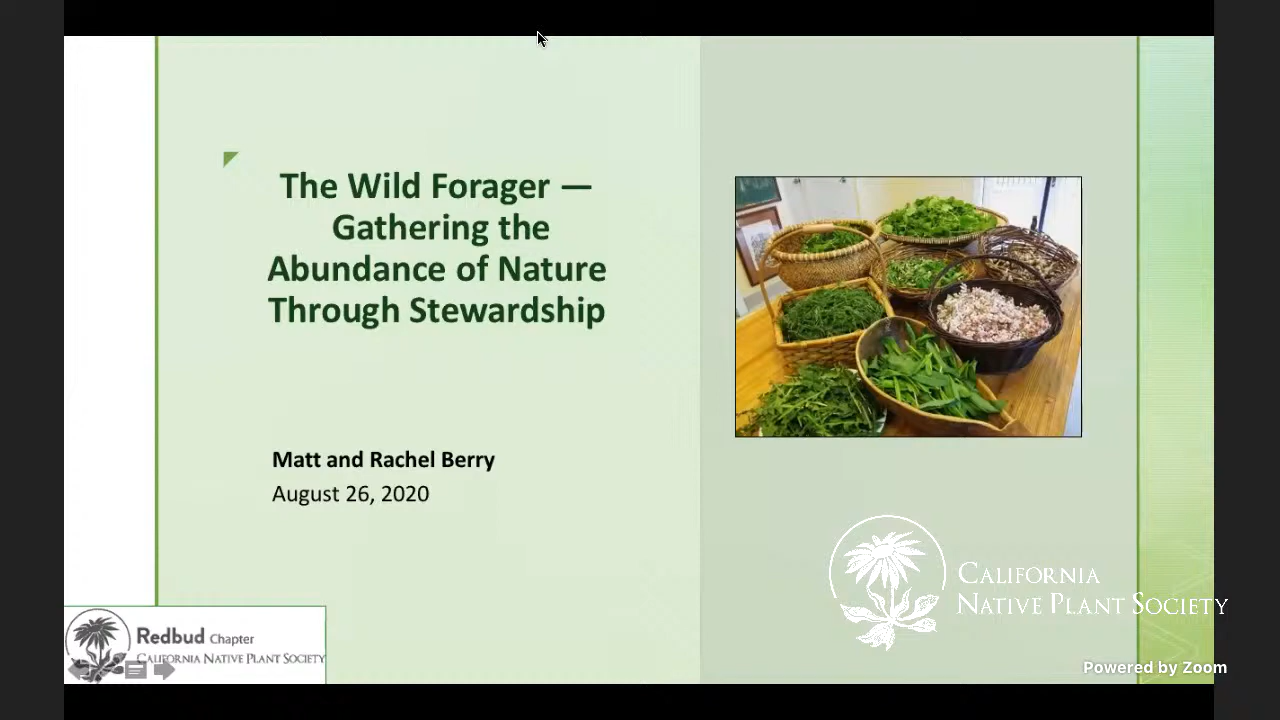 The Wild Forager —
Gathering the
Abundance of Nature
Through Stewardship
Matt and Rachel Berry
August 26, 2020
CALIFORNIA
NATIVE PLANT SOCIETY
Redbud Chapter
CALIFORNIA NATIVE PLANT SOCIETY
Powered by Zoom